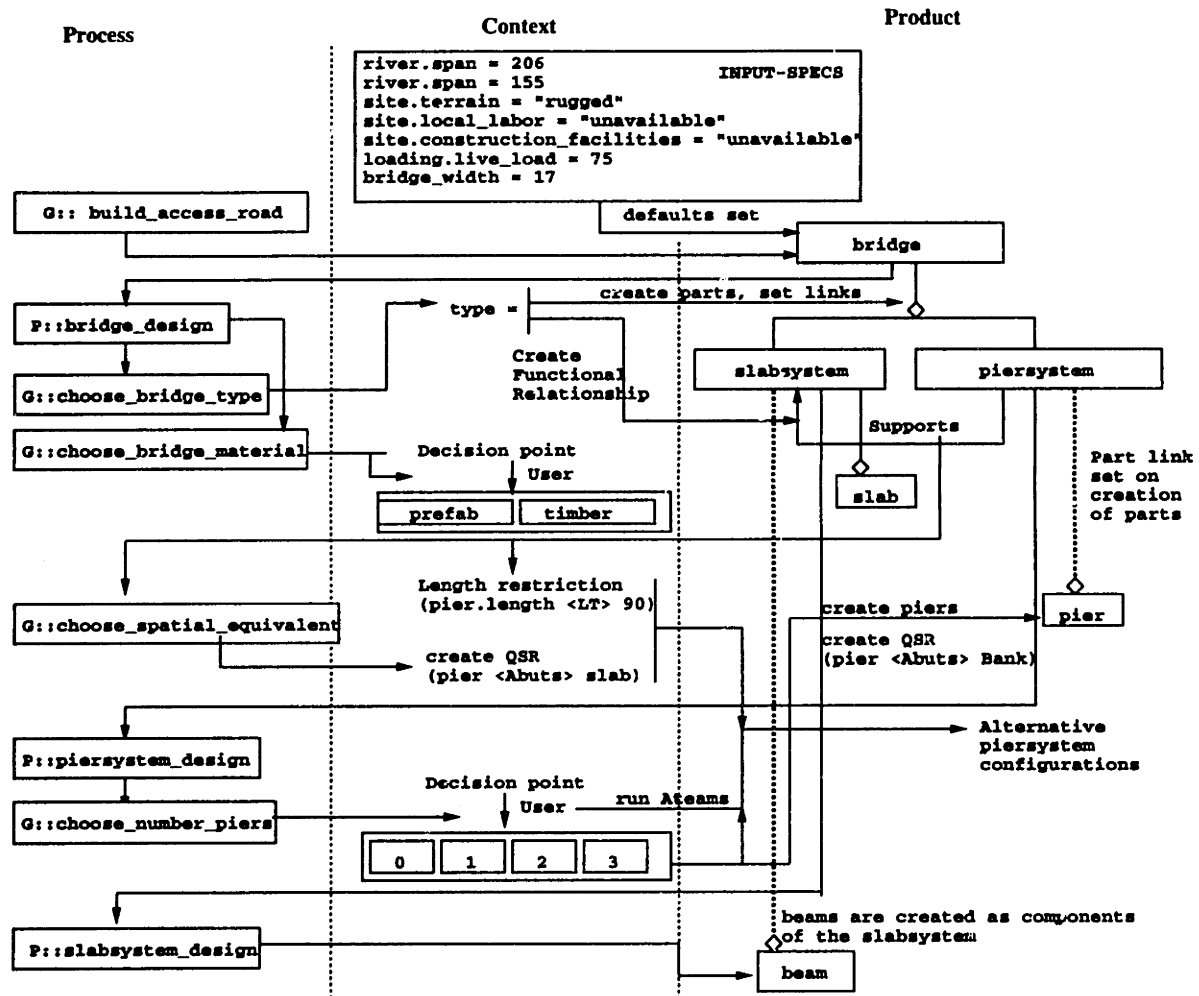 Process
Context
Product
river.span = 206
INPUT-SPECS
river.span = 155
site.terrain = "rugged"
site.local_labor = "unavailable"
site.construction_facilities = "unavailable"
loading.live_load = 75
bridge_width = 17
G:: build_access_road
defaults set
bridge
create parts, set links
type =
P::bridge_design
Create
Functional
Relationship
slabsystem
piersystem
G::choose_bridge_type
Supports
G::choose_bridge_material
Decision point
User
Part link
set on
creation
of parts
slab
prefab
timber
Length restriction
(pier.length <LT> 90)
G::choose_spatial_equivalent
create piers
pier
create QSR
(pier <Abuts> Bank)
create QSR
(pier <Abuts> slab)
Alternative
piersystem
configurations
P::piersystem_design
Decision point
User
run Ateams
G::choose_number_piers
0
1
2
3
beams are created as components
of the slabsystem
P::slabsystem_design
beam